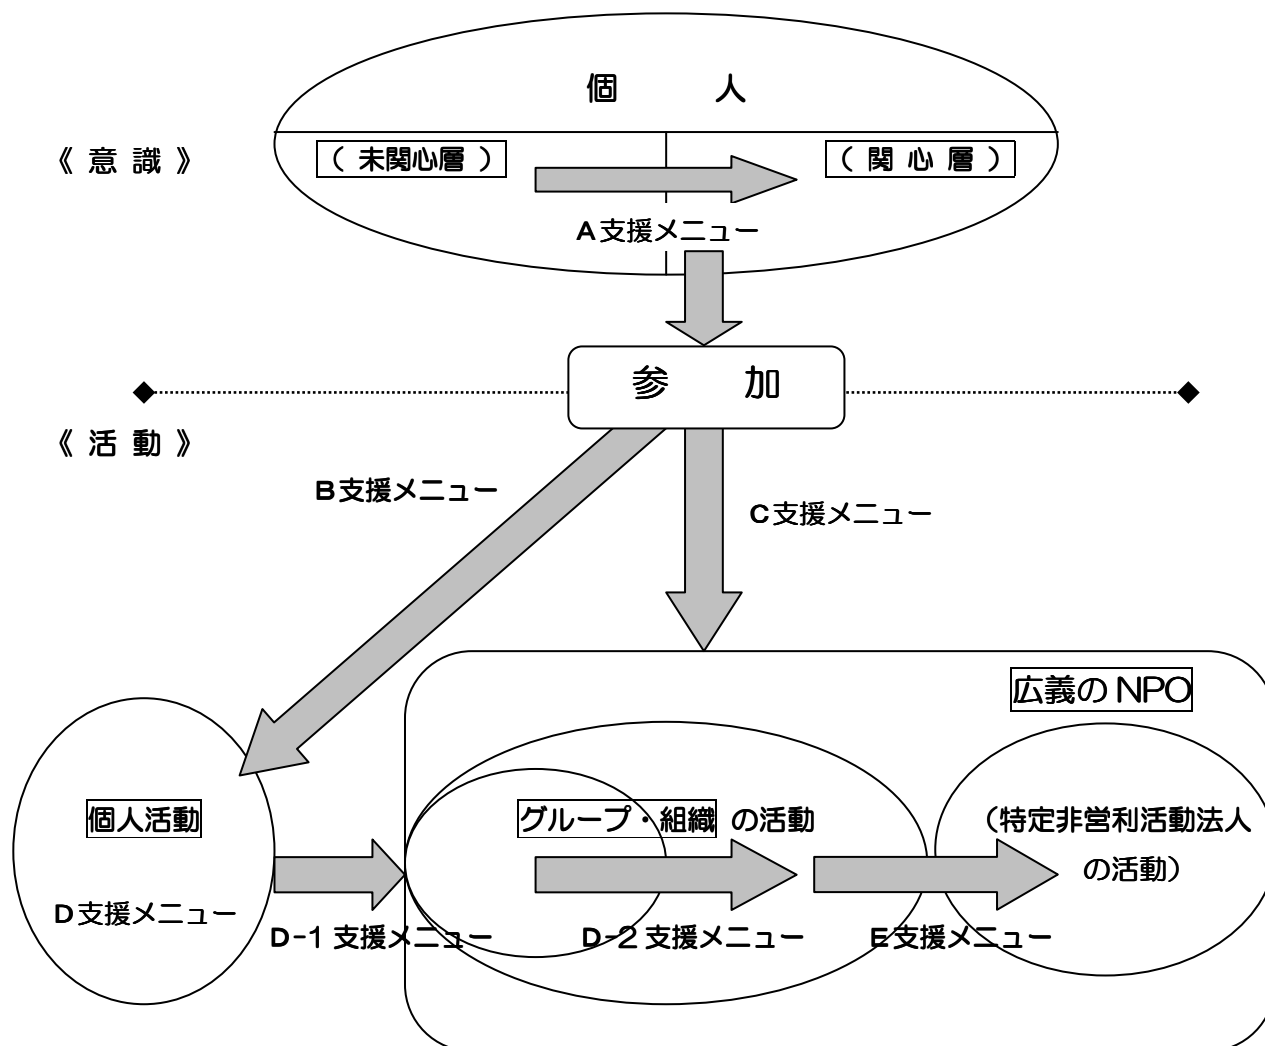 個 人
《 意 識 》
（ 未関心層 ）
（ 関 心 層 ）
A支援メニュー
参 加
《 活 動 》
B支援メニュー
C支援メニュー
広義の NPO
個人活動
グループ・組織 の活動
（特定非営利活動法人
の活動）
D支援メニュー
D-1 支援メニュー
D-2 支援メニュー
E支援メニュー